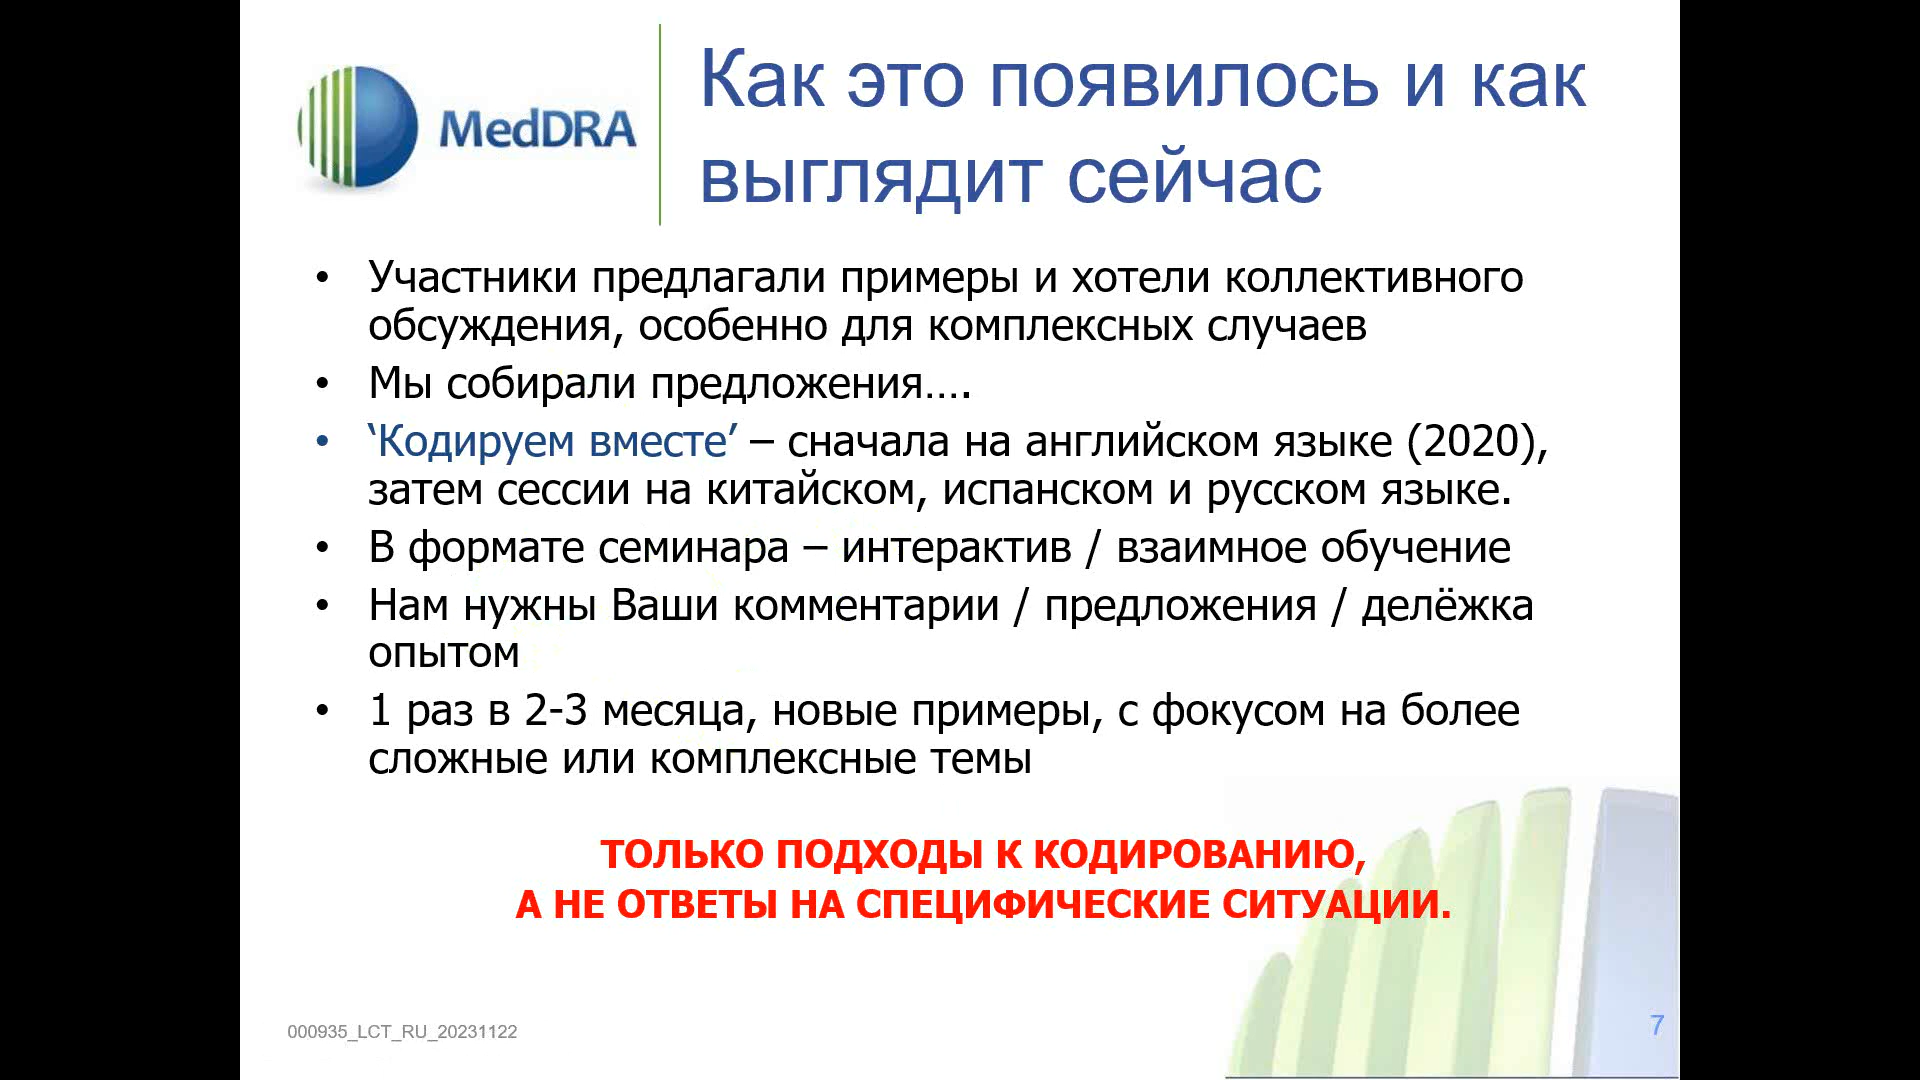 MedDRA
Как это появилось и как
выглядит сейчас
• Участники предлагали примеры и хотели коллективного
обсуждения, особенно для комплексных случаев
• Мы собирали предложения….
• ‘Кодируем вместе’ – сначала на английском языке (2020),
затем сессии на китайском, испанском и русском языке.
• В формате семинара – интерактив / взаимное обучение
• Нам нужны Ваши комментарии / предложения / делёжка
опытом
• 1 раз в 2-3 месяца, новые примеры, с фокусом на более
сложные или комплексные темы
ТОЛЬКО ПОДХОДЫ К КОДИРОВАНИЮ,
А НЕ ОТВЕТЫ НА СПЕЦИФИЧЕСКИЕ СИТУАЦИИ.
000935_LCT_RU_20231122
7